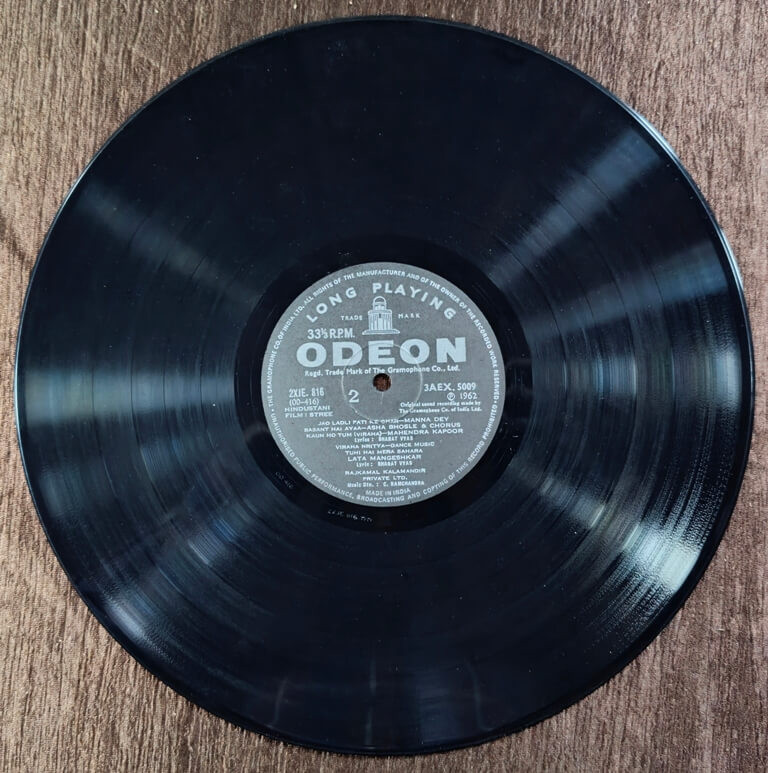 UNAUTHORISED PUBLIC PERFORMANCE, BROADCASTING AND COPYING OF THIS RECORD PROHIBITED · THE GRAMOPHONE CO. OF INDIA LTD. ALL RIGHTS OF THE MANUFACTURER AND OF THE OWNER OF THE RECORDED WORK RESERVED ·
LONG PLAYING
TRADE MARK
33⅓ R.P.M.
ODEON
Regd. Trade Mark of The Gramophone Co., Ltd.
2XJE. 816 3AEX. 5009
(OO-416) 2 ℗ 1962
HINDUSTANI Original sound recording made by
FILM : STREE The Gramophone Co. of India Ltd.
JAO LADLI PATI KE GHAR—MANNA DEY
BASANT HAI AYAA—ASHA BHOSLE & CHORUS
KAUN HO TUM (VIRAHA)—MAHENDRA KAPOOR
Lyrics : BHARAT VYAS
VIRAHA NRITYA—DANCE MUSIC
TUHI HAI MERA SAHARA
LATA MANGESHKAR
Lyric : BHARAT VYAS
RAJKAMAL KALAMANDIR
PRIVATE LTD.
Music Dte. : C. RAMCHANDRA
MADE IN INDIA